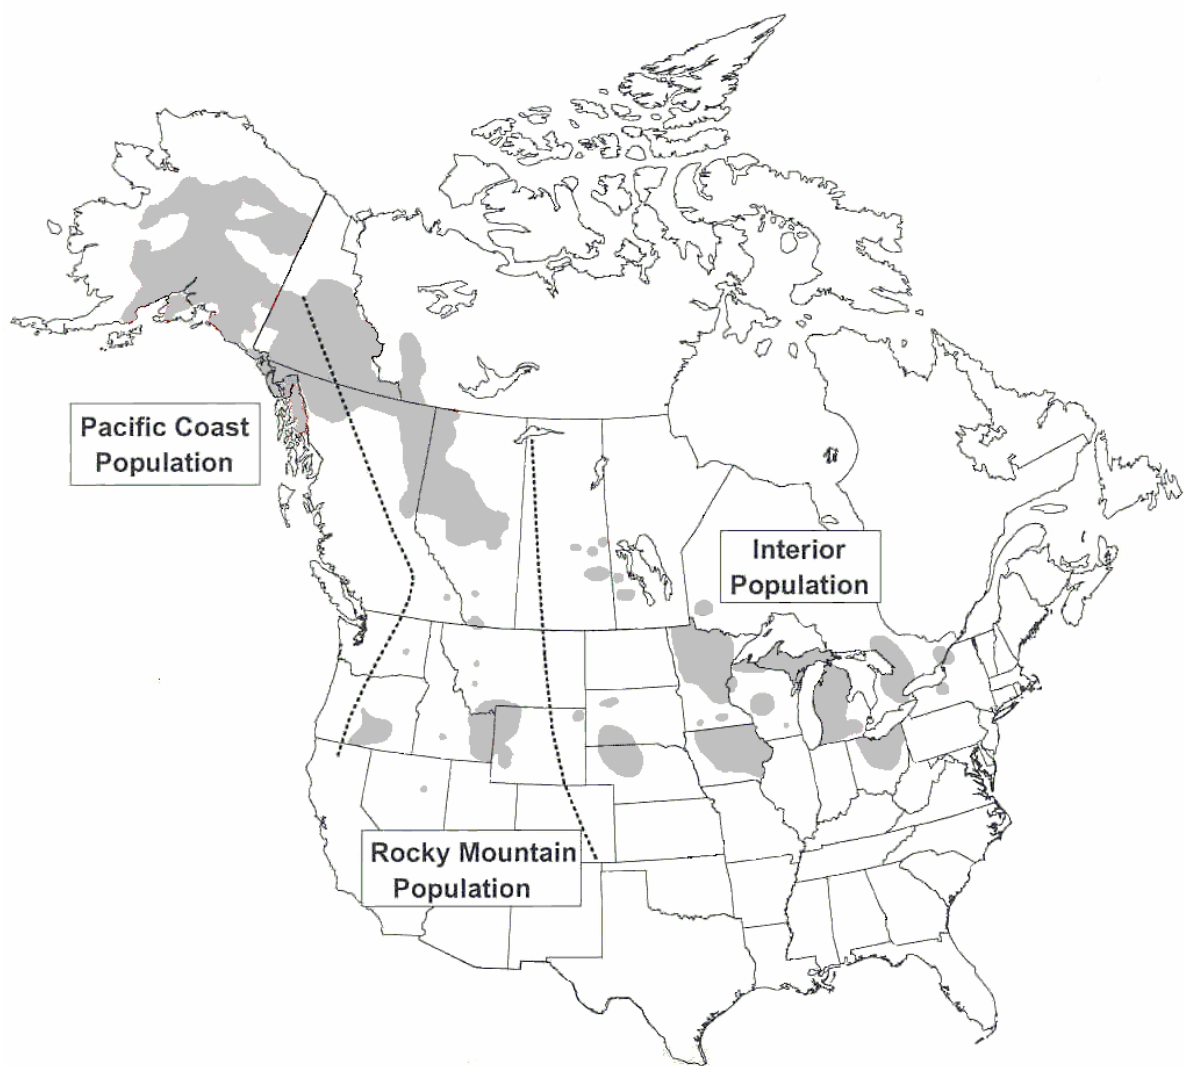 Pacific Coast
Population
Interior
Population
Rocky Mountain
Population